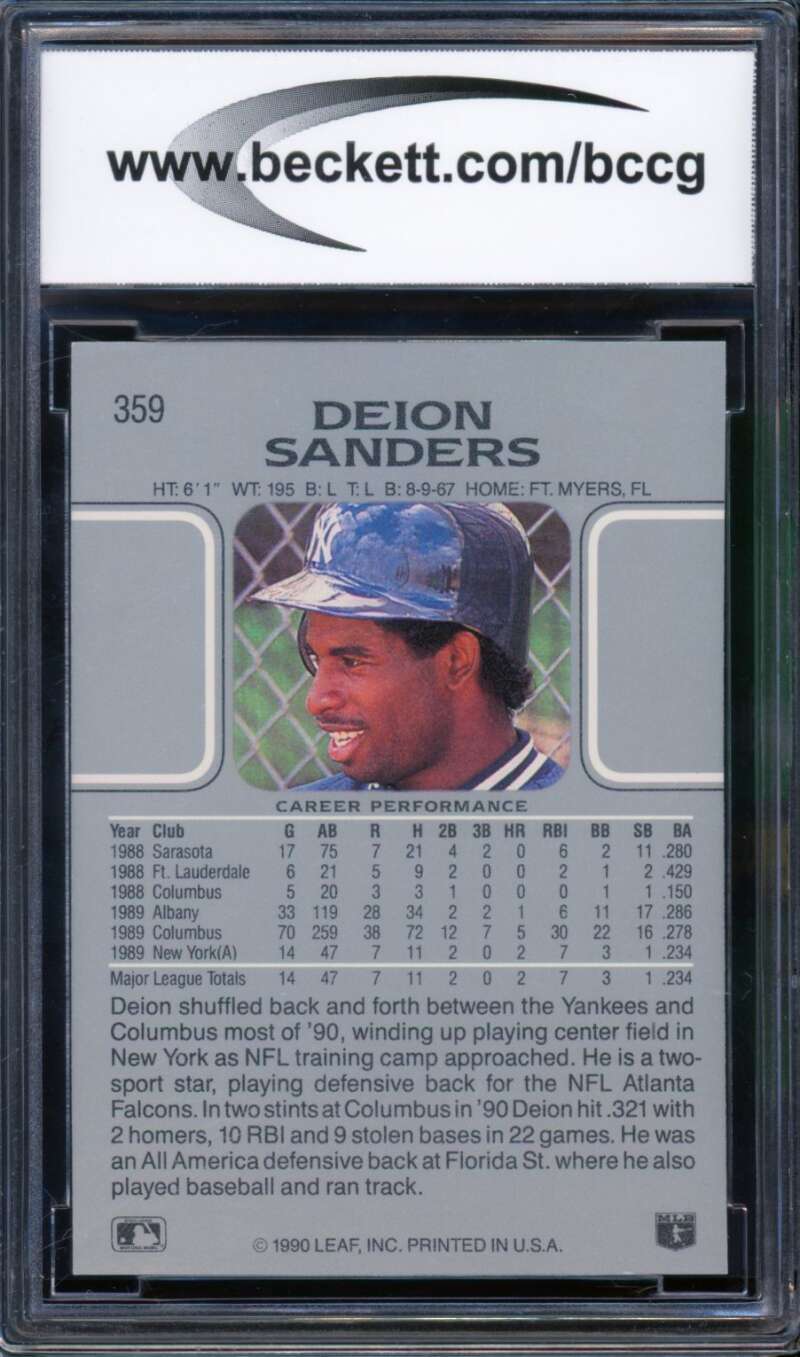 www.beckett.com/bccg
359
DEION
SANDERS
HT: 6'1" WT: 195 B: L T: L B: 8-9-67 HOME: FT. MYERS, FL
NY
CAREER PERFORMANCE
Year Club G AB R H 2B 3B HR RBI BB SB BA
1988 Sarasota 17 75 7 21 4 2 0 6 2 11 .280
1988 Ft. Lauderdale 6 21 5 9 2 0 0 2 1 2 .429
1988 Columbus 5 20 3 3 1 0 0 0 1 1 .150
1989 Albany 33 119 28 34 2 2 1 6 11 17 .286
1989 Columbus 70 259 38 72 12 7 5 30 22 16 .278
1989 New York(A) 14 47 7 11 2 0 2 7 3 1 .234
Major League Totals 14 47 7 11 2 0 2 7 3 1 .234
Deion shuffled back and forth between the Yankees and
Columbus most of '90, winding up playing center field in
New York as NFL training camp approached. He is a two-
sport star, playing defensive back for the NFL Atlanta
Falcons. In two stints at Columbus in '90 Deion hit .321 with
2 homers, 10 RBI and 9 stolen bases in 22 games. He was
an All America defensive back at Florida St. where he also
played baseball and ran track.
© 1990 LEAF, INC. PRINTED IN U.S.A.
MLB